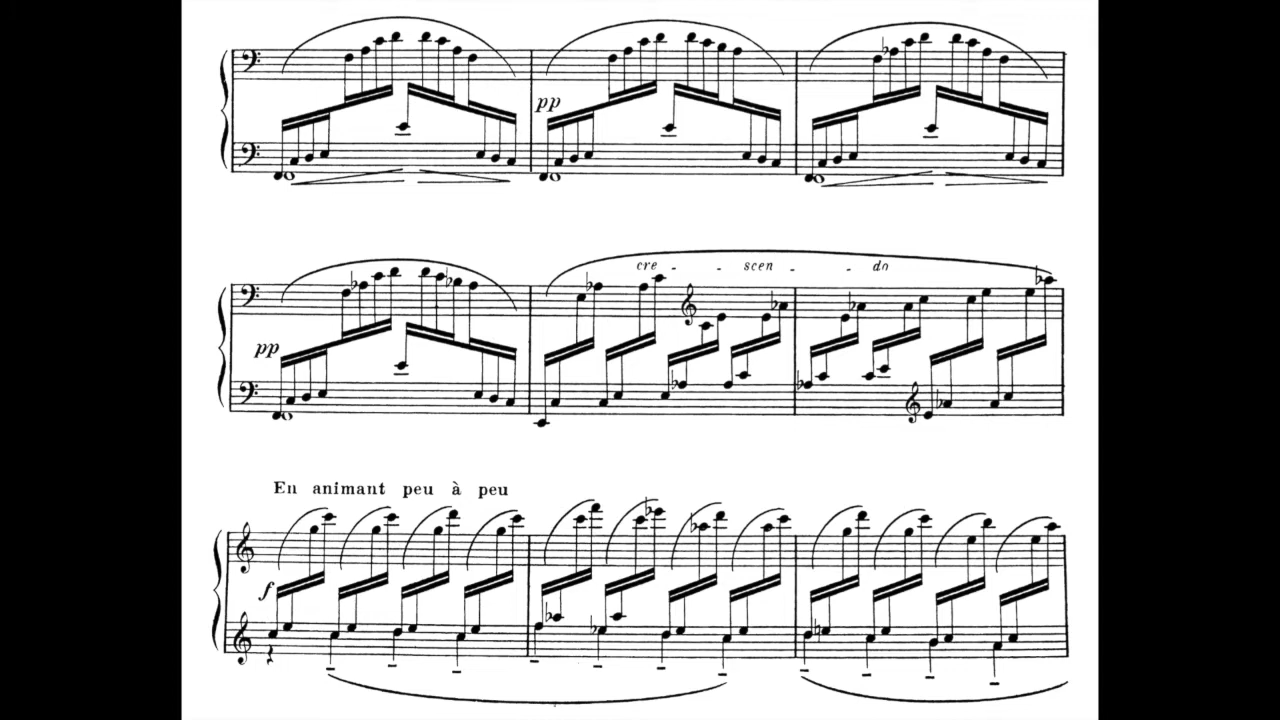 pp
pp
cre - - scen - - do
En animant peu à peu
f